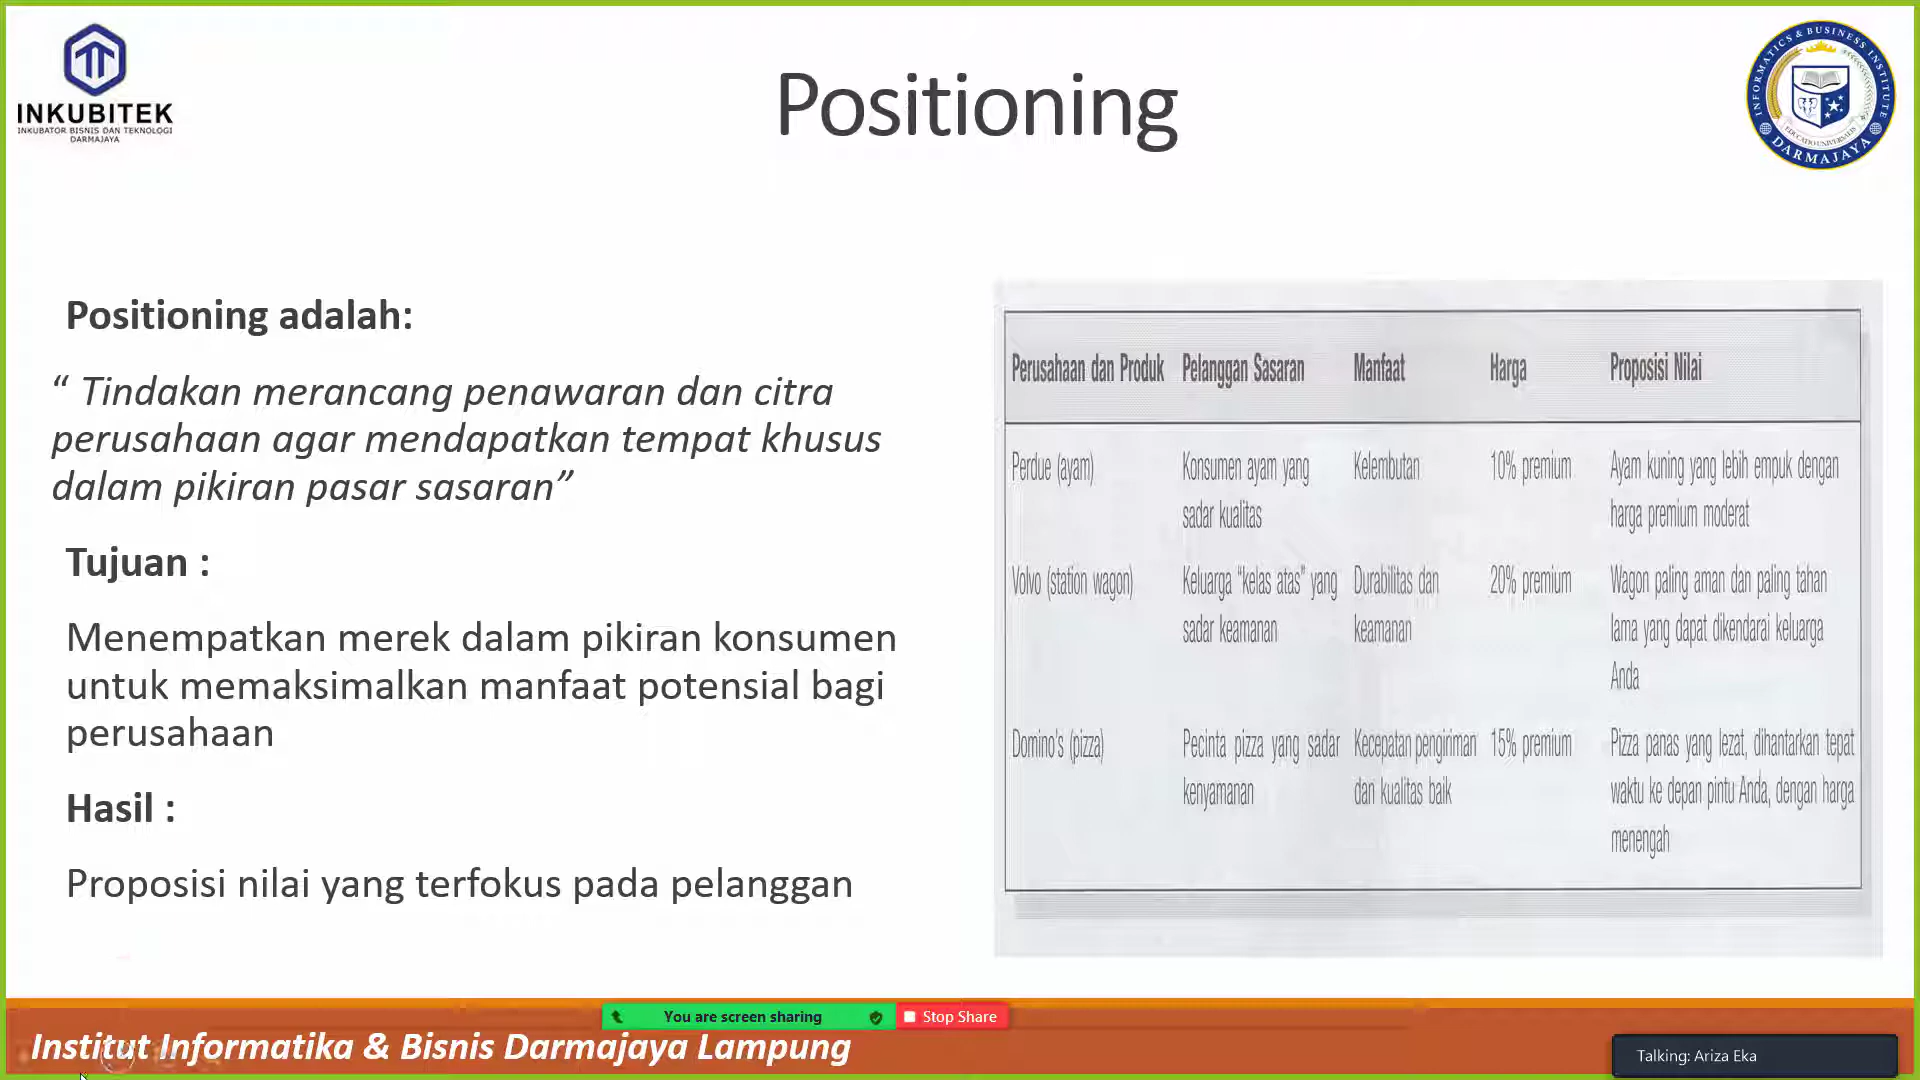 INKUBITEK
INKUBATOR BISNIS DAN TEKNOLOGI
DARMAJAYA
Positioning
INFORMATICS & BUSINESS INSTITUTE
EDUCATIO UNIVERSALIS
DARMAJAYA
Positioning adalah:
“ Tindakan merancang penawaran dan citra
perusahaan agar mendapatkan tempat khusus
dalam pikiran pasar sasaran”
Tujuan :
Menempatkan merek dalam pikiran konsumen
untuk memaksimalkan manfaat potensial bagi
perusahaan
Hasil :
Proposisi nilai yang terfokus pada pelanggan
Perusahaan dan Produk Pelanggan Sasaran Manfaat Harga Proposisi Nilai
Perdue (ayam) Konsumen ayam yang Kelembutan 10% premium Ayam kuning yang lebih empuk dengan
sadar kualitas harga premium moderat
Volvo (station wagon) Keluarga “kelas atas” yang Durabilitas dan 20% premium Wagon paling aman dan paling tahan
sadar keamanan keamanan lama yang dapat dikendarai keluarga
Anda
Domino's (pizza) Pecinta pizza yang sadar Kecepatan pengiriman 15% premium Pizza panas yang lezat, dihantarkan tepat
kenyamanan dan kualitas baik waktu ke depan pintu Anda, dengan harga
menengah
You are screen sharing Stop Share
Institut Informatika & Bisnis Darmajaya Lampung
Talking: Ariza Eka